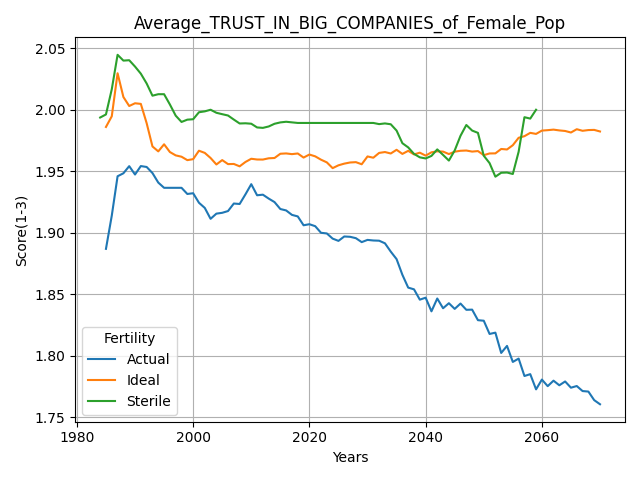 Average_TRUST_IN_BIG_COMPANIES_of_Female_Pop
2.05
2.00
1.95
1.90
1.85
1.80
1.75
Score(1-3)
Fertility
Actual
Ideal
Sterile
1980 2000 2020 2040 2060
Years